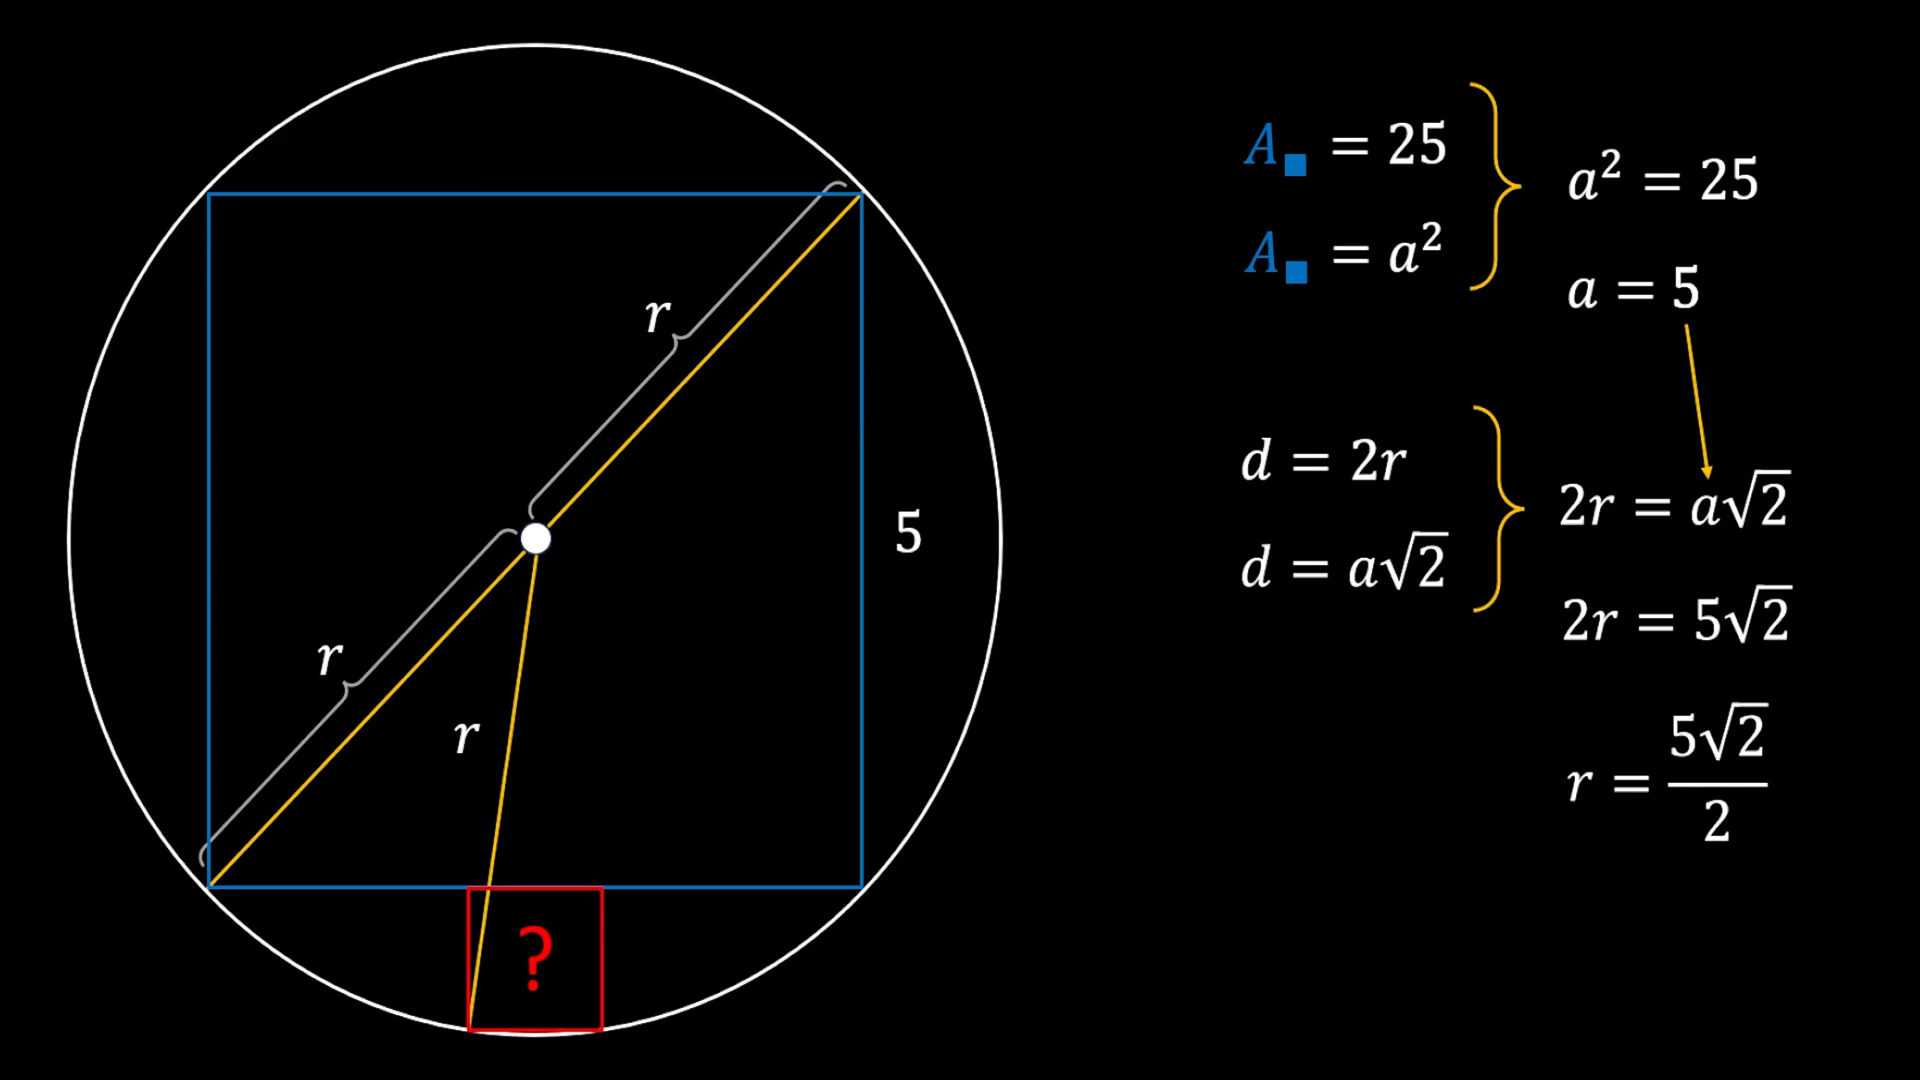 r
r
r
5
?
A■ = 25
A■ = a²
a² = 25
a = 5
d = 2r
d = a√2
2r = a√2
2r = 5√2
r = 5√2/2